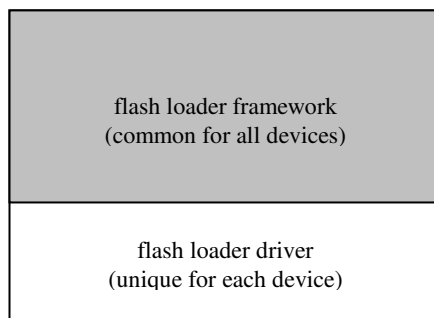 flash loader framework
(common for all devices)
flash loader driver
(unique for each device)